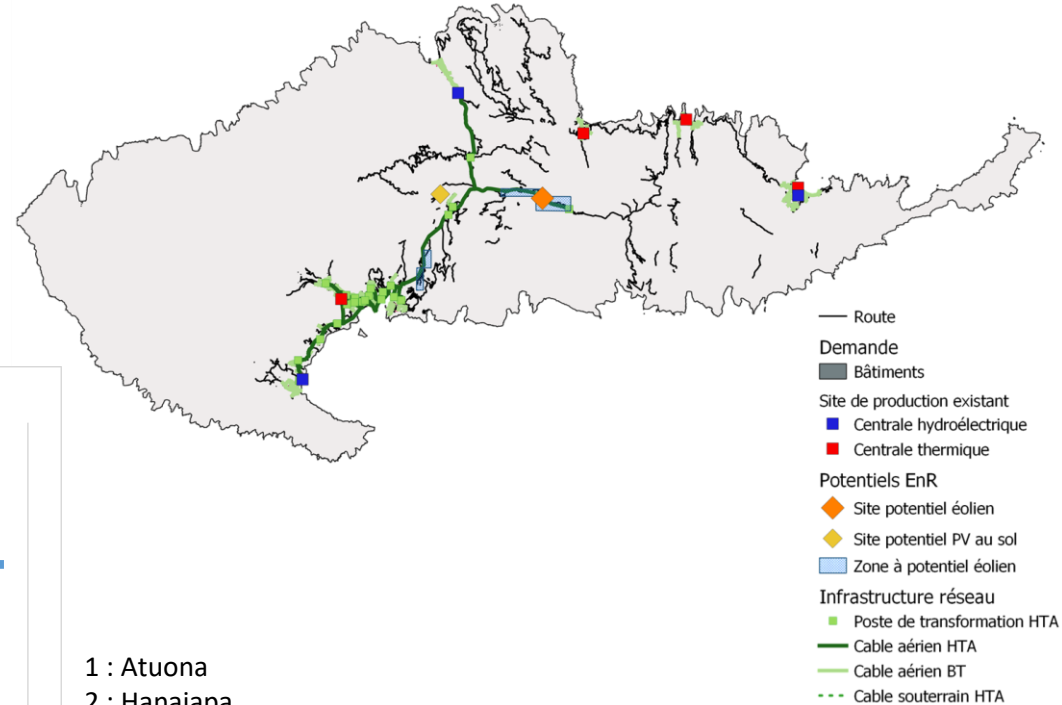 Route
Demande
Bâtiments
Site de production existant
Centrale hydroélectrique
Centrale thermique
Potentiels EnR
Site potentiel éolien
Site potentiel PV au sol
Zone à potentiel éolien
Infrastructure réseau
Poste de transformation HTA
Cable aérien HTA
Cable aérien BT
Cable souterrain HTA
1 : Atuona
2 : Hanaiapa